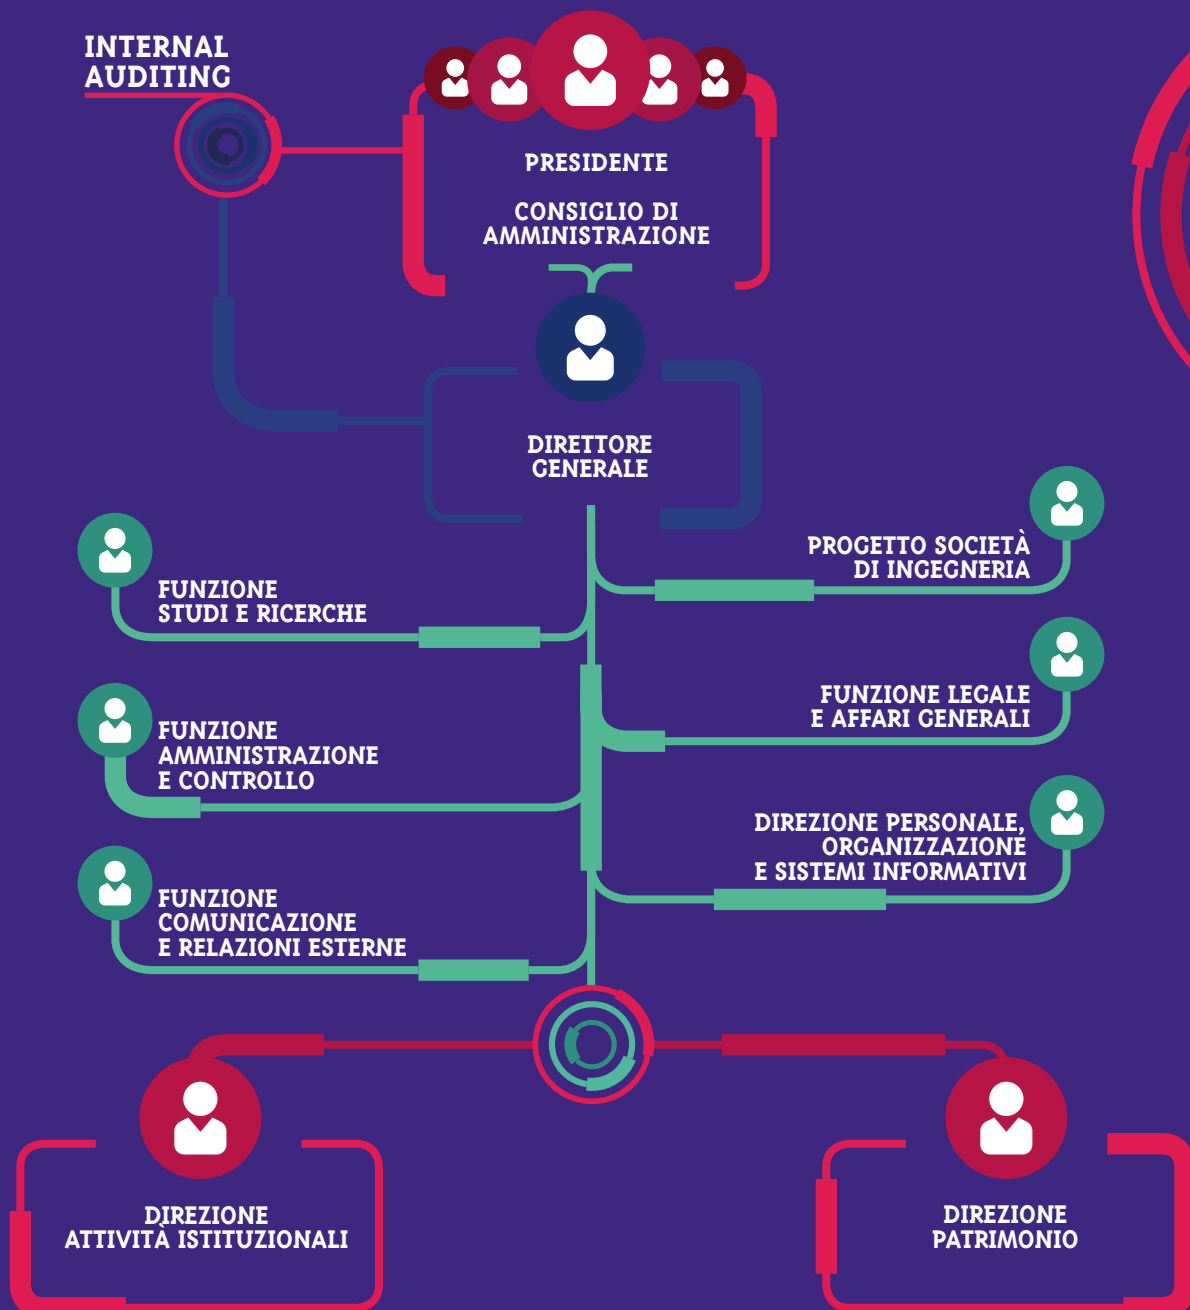 INTERNAL
AUDITING
PRESIDENTE
CONSIGLIO DI
AMMINISTRAZIONE
DIRETTORE
GENERALE
PROGETTO SOCIETÀ
DI INGEGNERIA
FUNZIONE
STUDI E RICERCHE
FUNZIONE LEGALE
E AFFARI GENERALI
FUNZIONE
AMMINISTRAZIONE
E CONTROLLO
DIREZIONE PERSONALE,
ORGANIZZAZIONE
E SISTEMI INFORMATIVI
FUNZIONE
COMUNICAZIONE
E RELAZIONI ESTERNE
DIREZIONE
ATTIVITÀ ISTITUZIONALI
DIREZIONE
PATRIMONIO